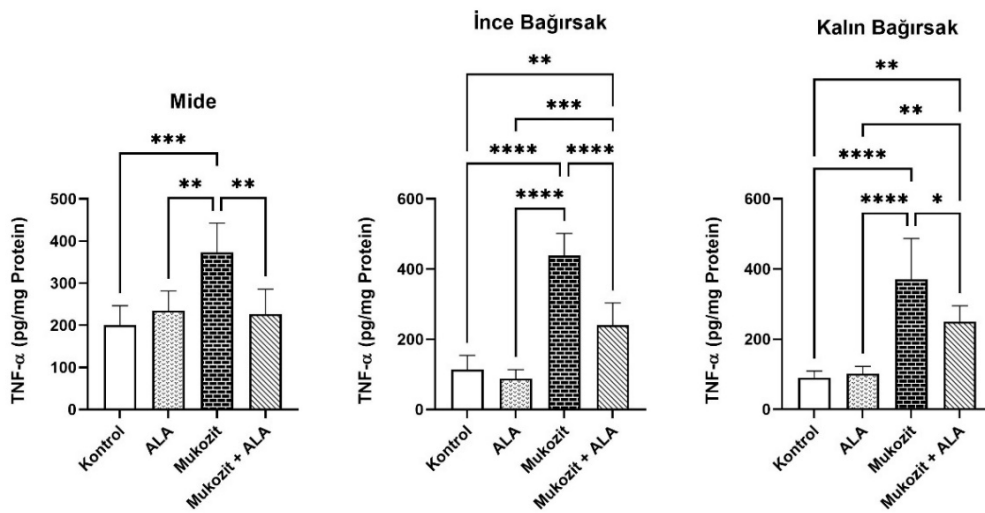 Mide
***
** **
TNF-α (pg/mg Protein)
500
400
300
200
100
0
Kontrol
ALA
Mukozit
Mukozit + ALA
İnce Bağırsak
**
***
**** ****
****
TNF-α (pg/mg Protein)
600
400
200
0
Kontrol
ALA
Mukozit
Mukozit + ALA
Kalın Bağırsak
**
**
****
**** *
TNF-α (pg/mg Protein)
600
400
200
0
Kontrol
ALA
Mukozit
Mukozit + ALA